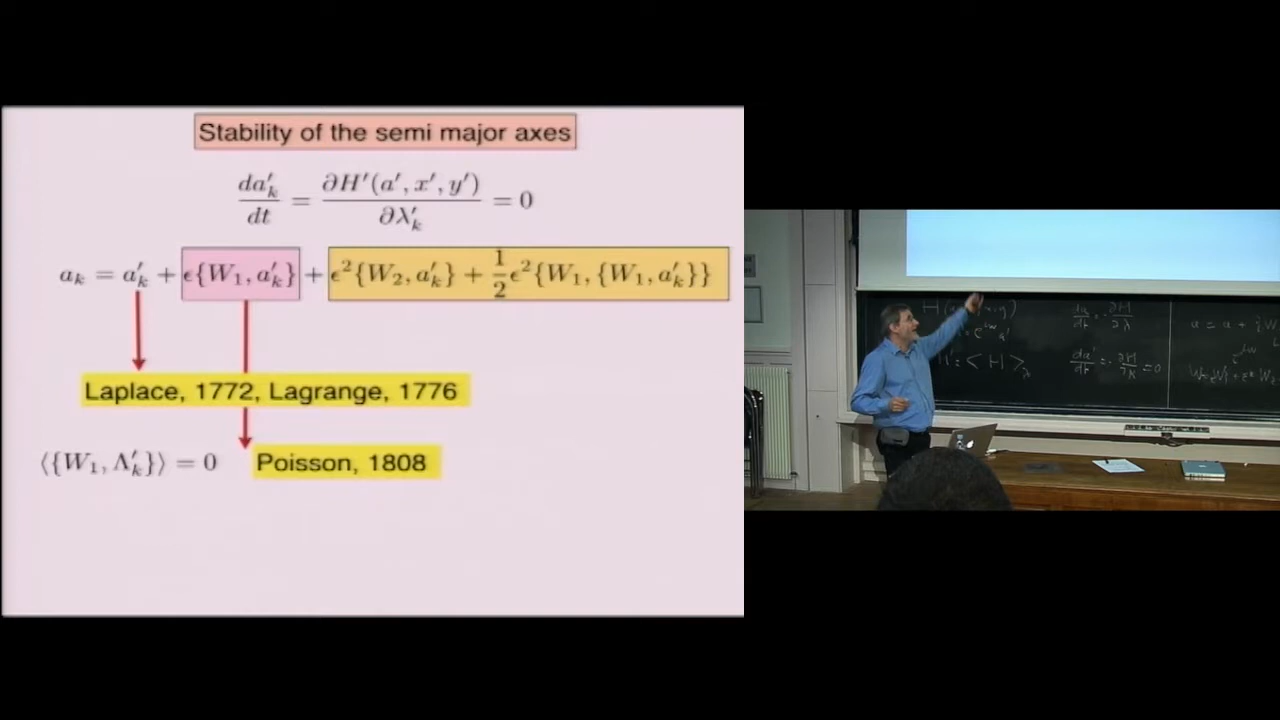 Stability of the semi major axes
da′_k/dt = ∂H′(a′, x′, y′)/∂λ′_k = 0
a_k = a′_k + ϵ{W_1, a′_k} + ϵ²{W_2, a′_k} + 1/2 ϵ²{W_1, {W_1, a′_k}}
Laplace, 1772, Lagrange, 1776
⟨{W_1, Λ′_k}⟩ = 0
Poisson, 1808